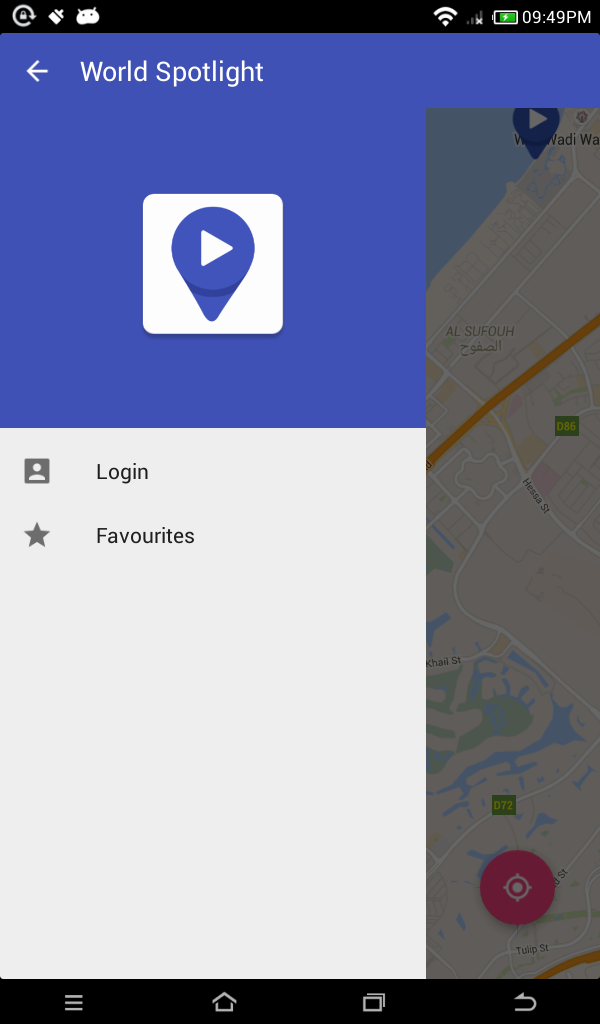 09:49PM
World Spotlight
Wadi Wa
AL SUFOUH
الصفوح
D86
Hessa St
Login
Favourites
Khail St
D72
St
Tulip St